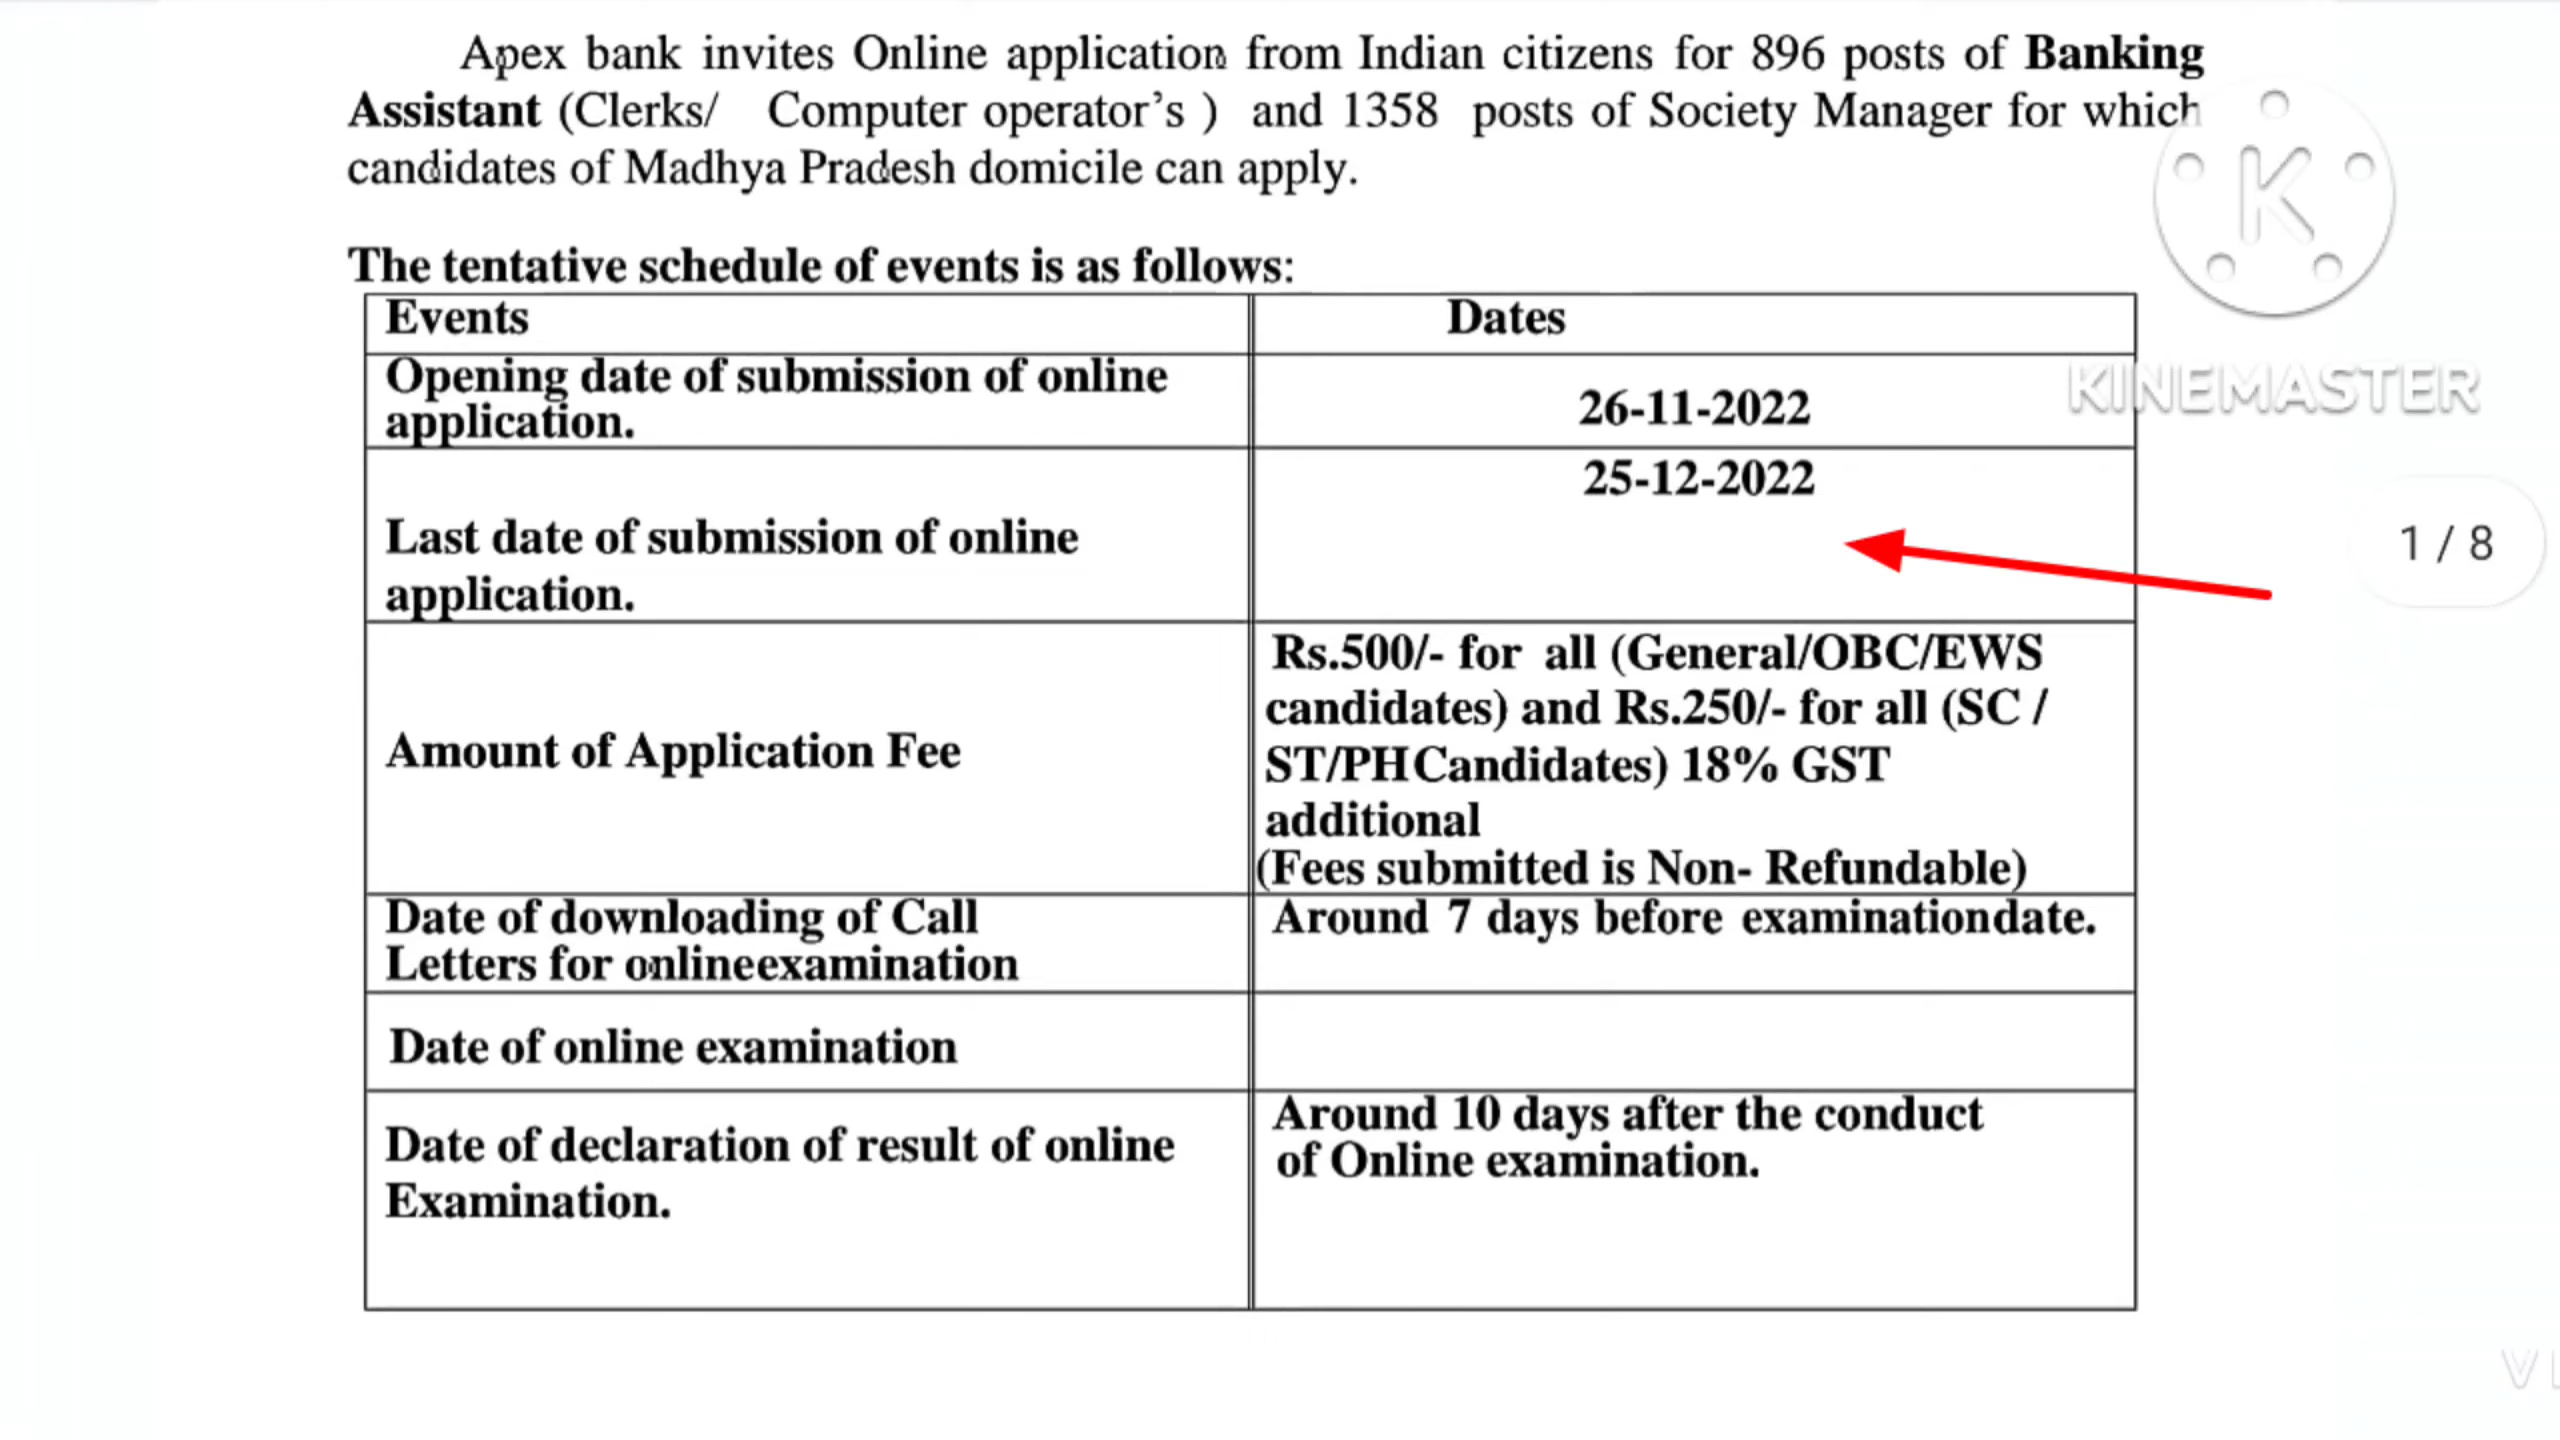 Apex bank invites Online application from Indian citizens for 896 posts of Banking
Assistant (Clerks/ Computer operator's ) and 1358 posts of Society Manager for which
candidates of Madhya Pradesh domicile can apply.
The tentative schedule of events is as follows:
Events
Dates
Opening date of submission of online
application.
26-11-2022
Last date of submission of online
application.
25-12-2022
Amount of Application Fee
Rs.500/- for all (General/OBC/EWS
candidates) and Rs.250/- for all (SC /
ST/PHCandidates) 18% GST
additional
(Fees submitted is Non- Refundable)
Date of downloading of Call
Letters for onlineexamination
Around 7 days before examinationdate.
Date of online examination
Date of declaration of result of online
Examination.
Around 10 days after the conduct
of Online examination.
K
KINEMASTER
1 / 8